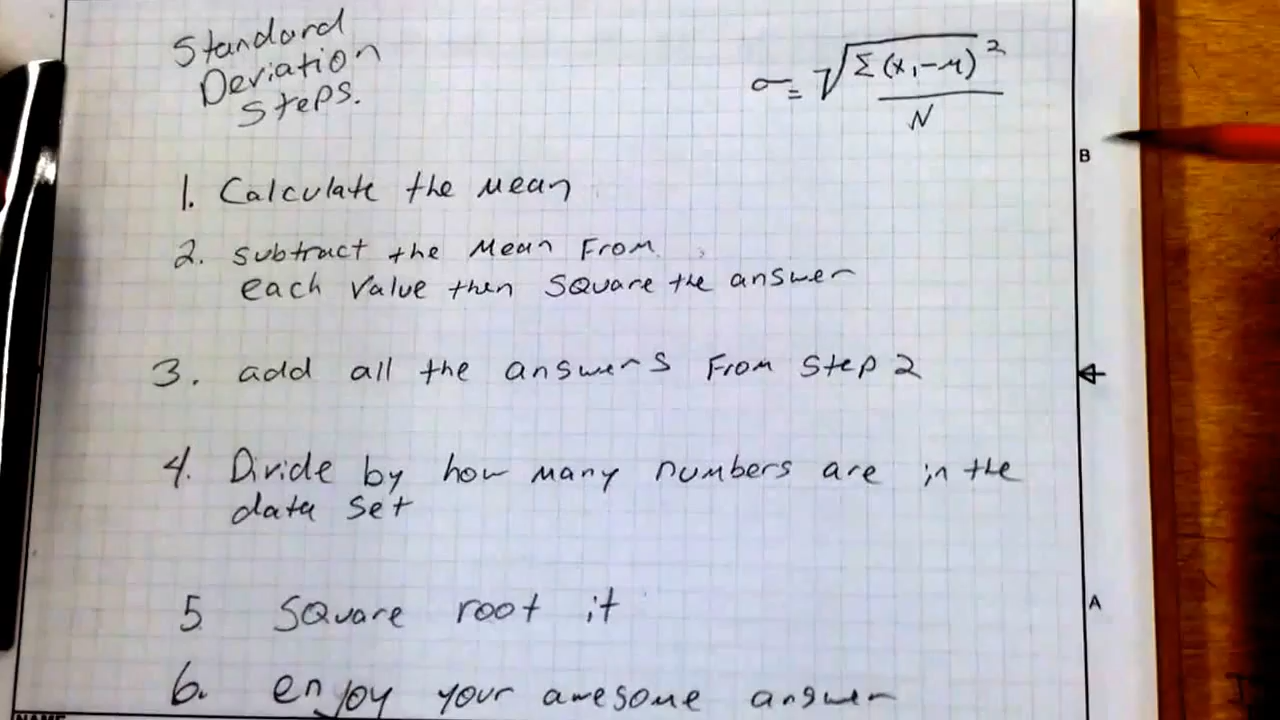 Standard
Deviation
Steps.
σ = √Σ(x₁-μ)²
N
B
1. Calculate the Mean
2. subtract the Mean From
each Value then SQuare the answer
3. add all the answers From Step 2
4. Divide by how many numbers are in the
data Set
A
5 SQuare root it
6. enjoy your awesome answer
NAME